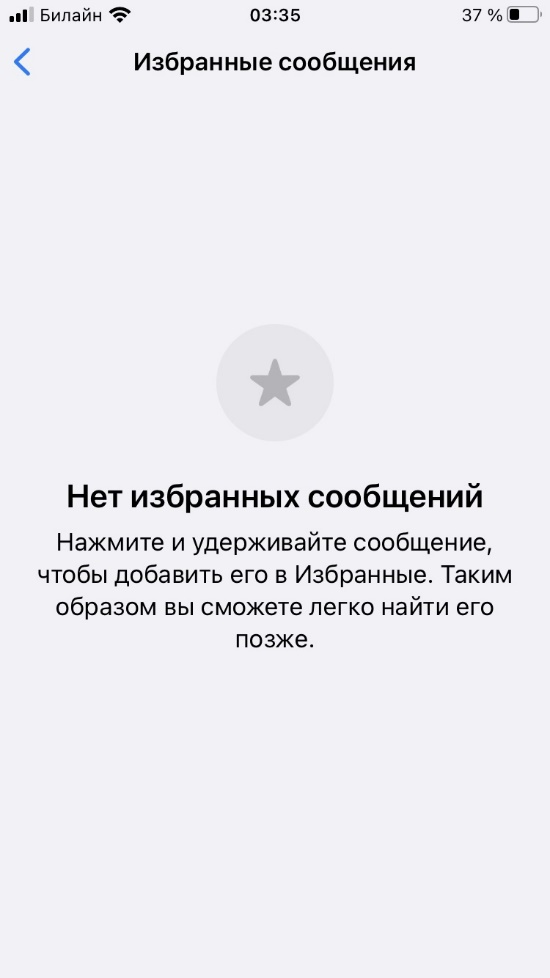 Билайн 03:35 37 %
Избранные сообщения
Нет избранных сообщений
Нажмите и удерживайте сообщение,
чтобы добавить его в Избранные. Таким
образом вы сможете легко найти его
позже.